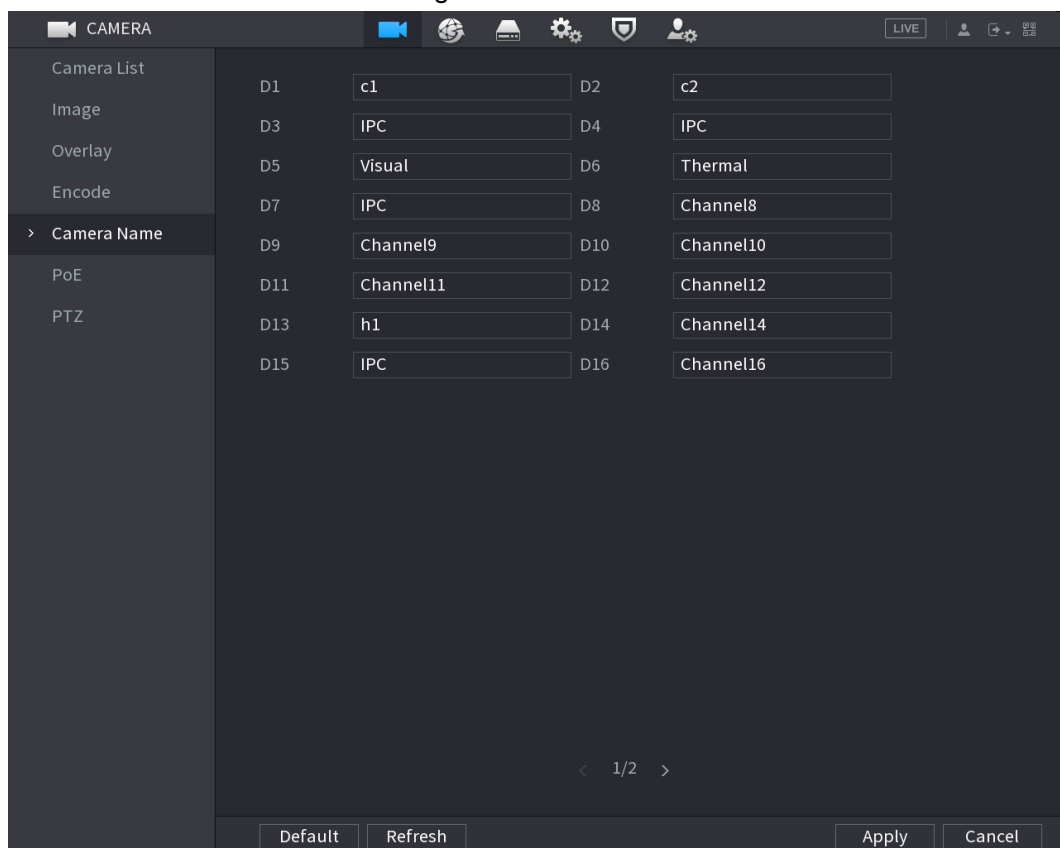 CAMERA
LIVE
Camera List
Image
Overlay
Encode
Camera Name
PoE
PTZ
D1 c1 D2 c2
D3 IPC D4 IPC
D5 Visual D6 Thermal
D7 IPC D8 Channel8
D9 Channel9 D10 Channel10
D11 Channel11 D12 Channel12
D13 h1 D14 Channel14
D15 IPC D16 Channel16
1/2
Default Refresh Apply Cancel